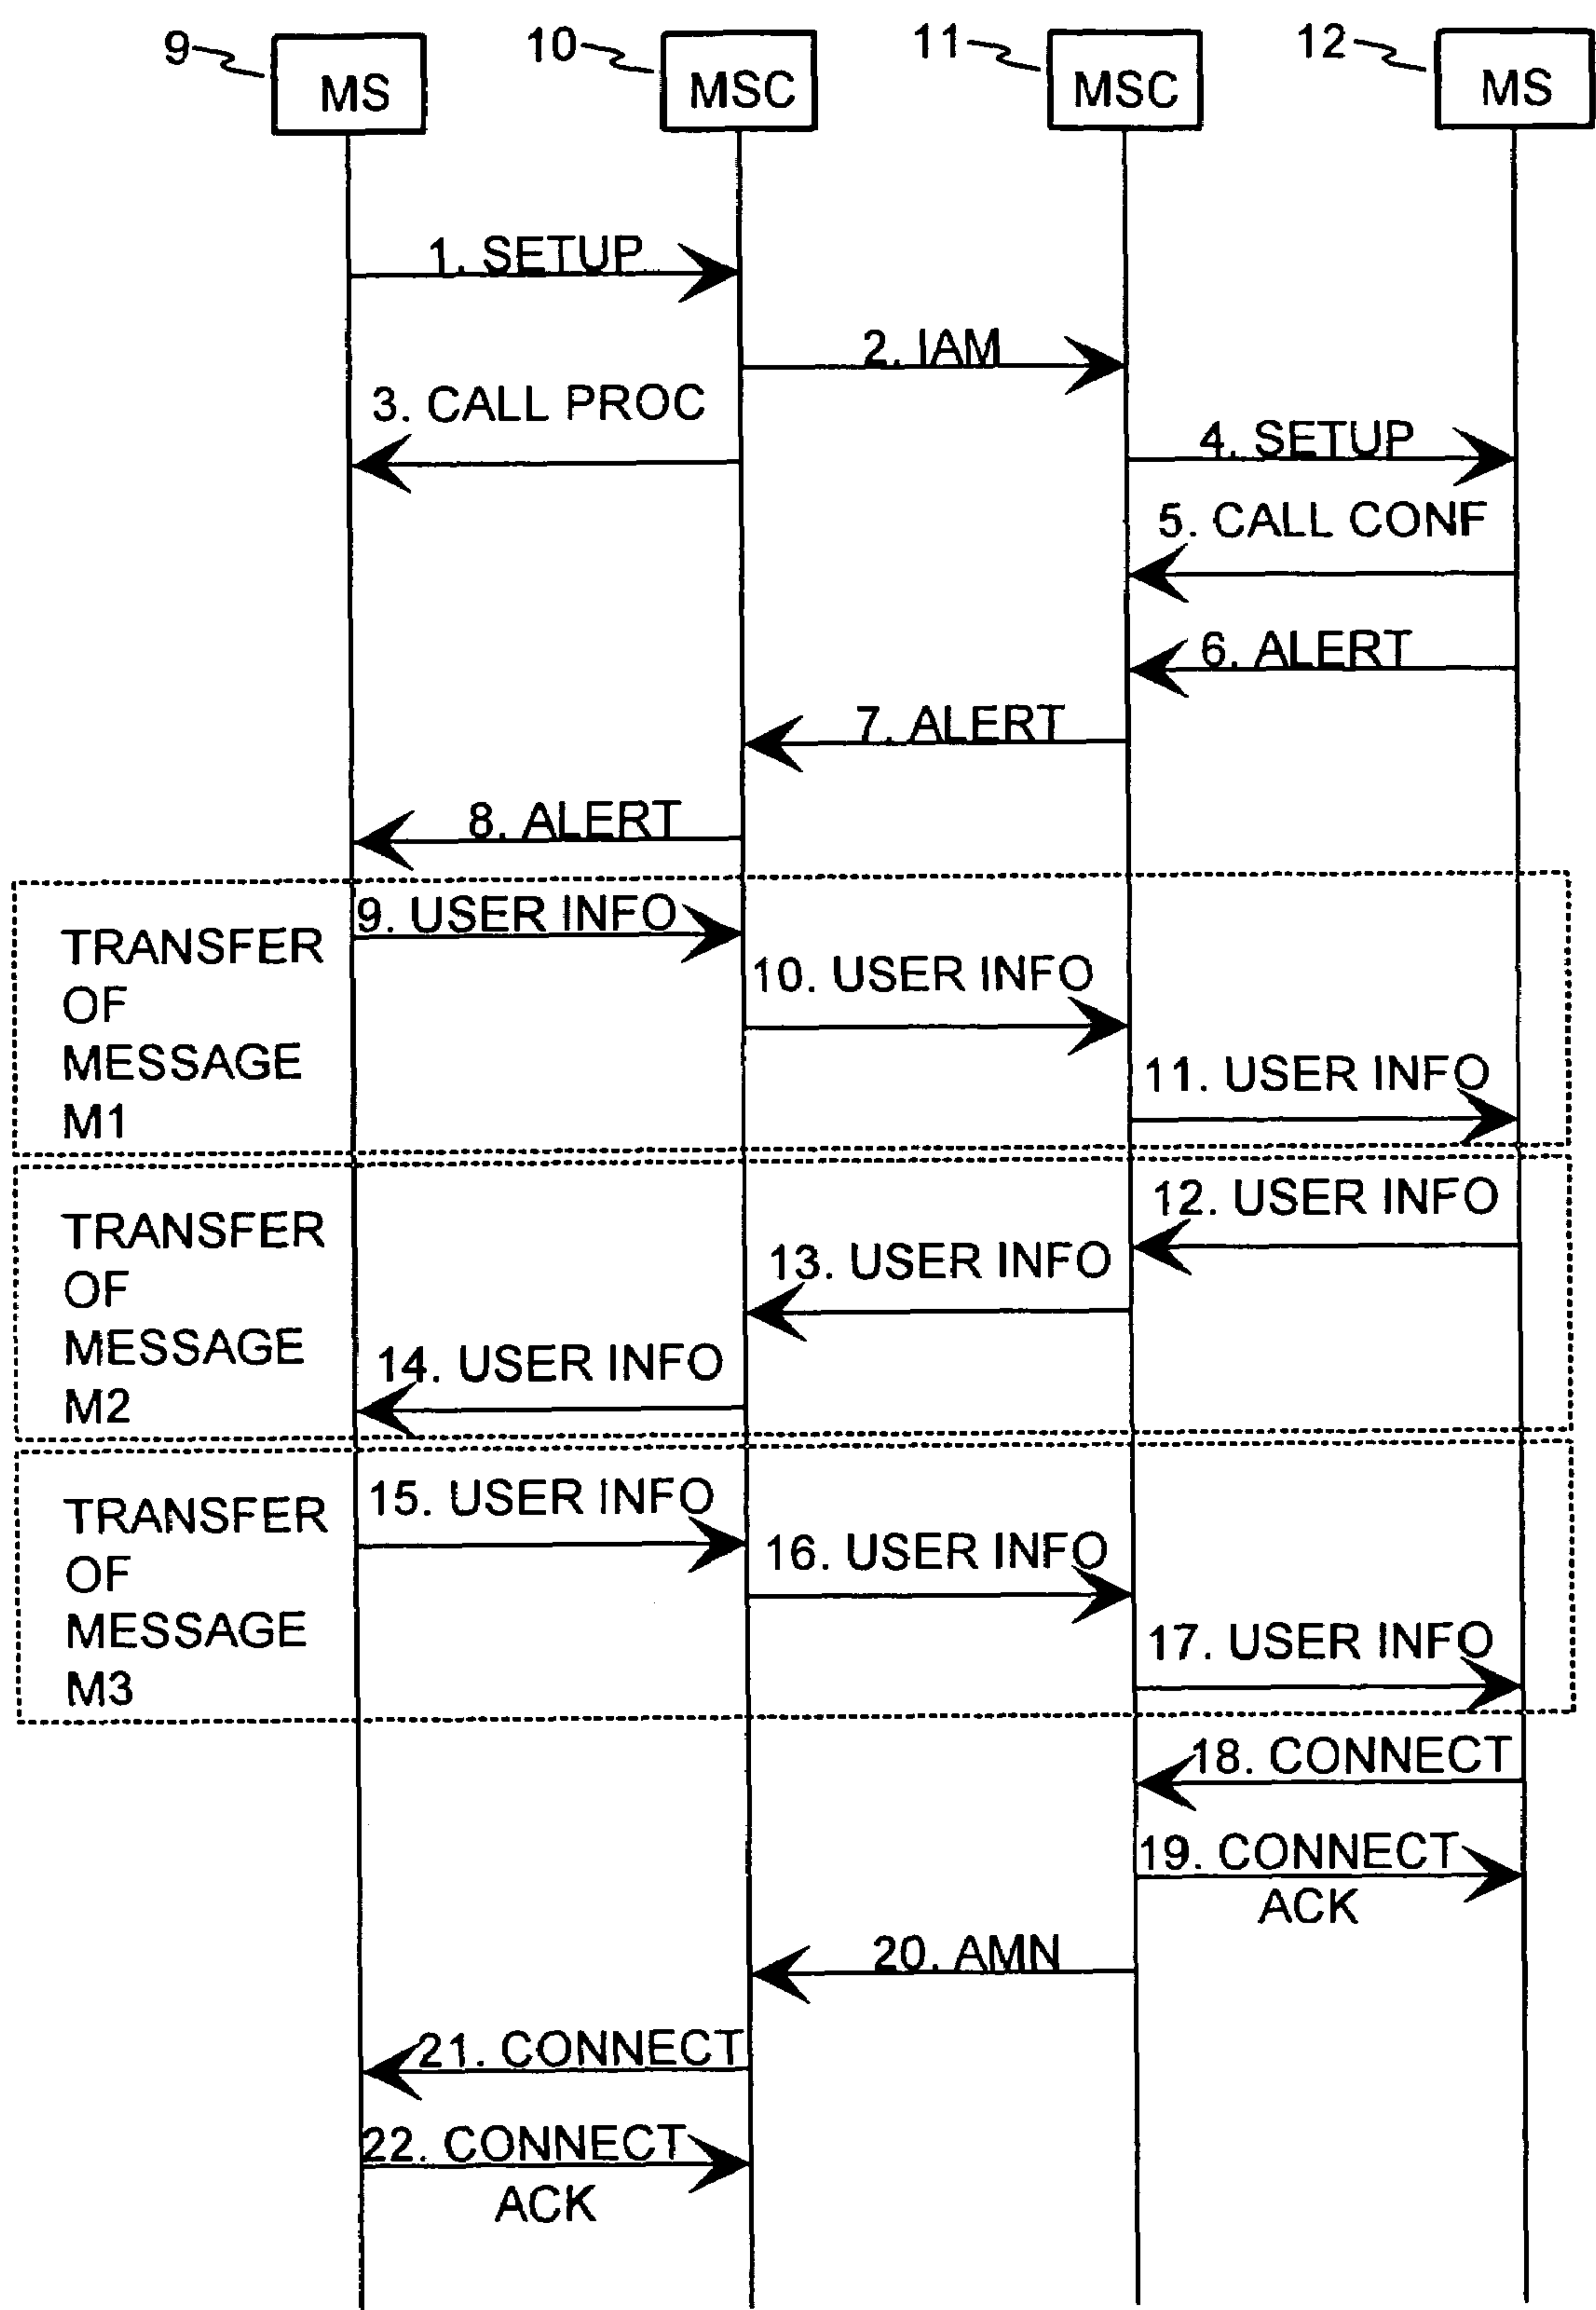 9 10 11 12
MS MSC MSC MS
1. SETUP
2. IAM
3. CALL PROC
4. SETUP
5. CALL CONF
6. ALERT
7. ALERT
8. ALERT
9. USER INFO
TRANSFER
OF
MESSAGE
M1
10. USER INFO
11. USER INFO
12. USER INFO
TRANSFER
OF
MESSAGE
M2
13. USER INFO
14. USER INFO
15. USER INFO
TRANSFER
OF
MESSAGE
M3
16. USER INFO
17. USER INFO
18. CONNECT
19. CONNECT
ACK
20. AMN
21. CONNECT
22. CONNECT
ACK